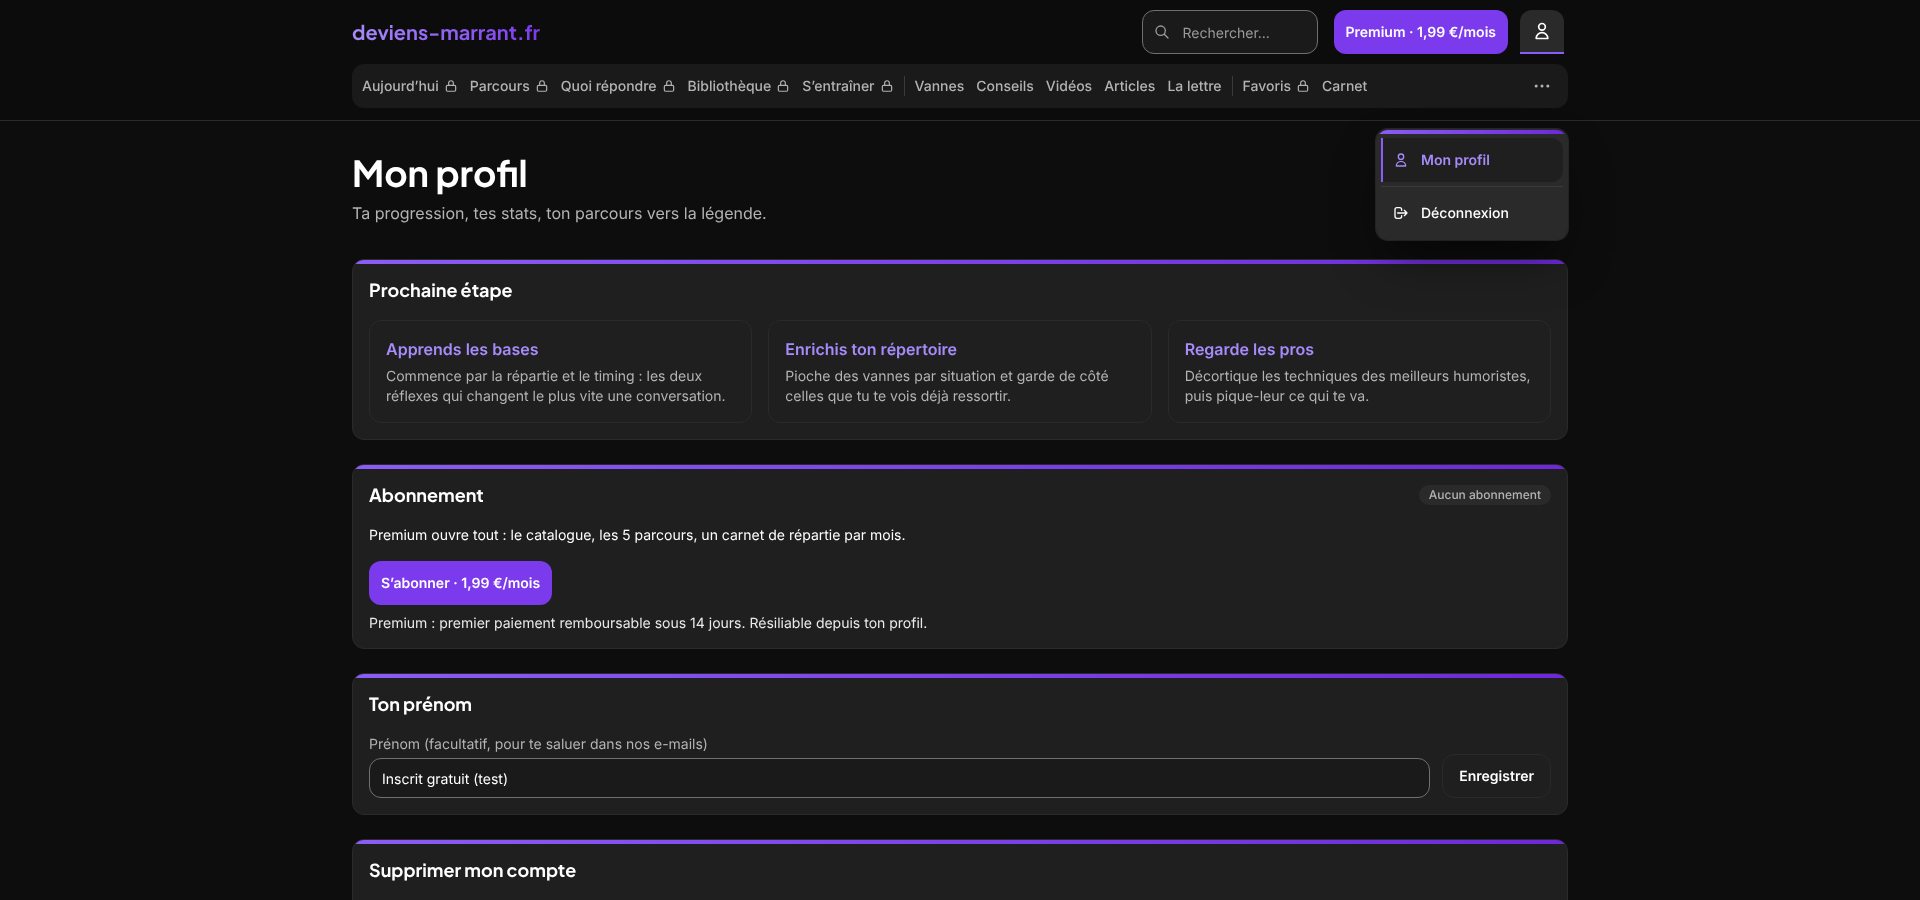 deviens-marrant.fr
Rechercher...
Premium · 1,99 €/mois
Aujourd’hui Parcours Quoi répondre Bibliothèque S’entraîner Vannes Conseils Vidéos Articles La lettre Favoris Carnet
Mon profil
Déconnexion
Mon profil
Ta progression, tes stats, ton parcours vers la légende.
Prochaine étape
Apprends les bases
Commence par la répartie et le timing : les deux
réflexes qui changent le plus vite une conversation.
Enrichis ton répertoire
Pioche des vannes par situation et garde de côté
celles que tu te vois déjà ressortir.
Regarde les pros
Décortique les techniques des meilleurs humoristes,
puis pique-leur ce qui te va.
Abonnement
Aucun abonnement
Premium ouvre tout : le catalogue, les 5 parcours, un carnet de répartie par mois.
S’abonner · 1,99 €/mois
Premium : premier paiement remboursable sous 14 jours. Résiliable depuis ton profil.
Ton prénom
Prénom (facultatif, pour te saluer dans nos e-mails)
Inscrit gratuit (test)
Enregistrer
Supprimer mon compte